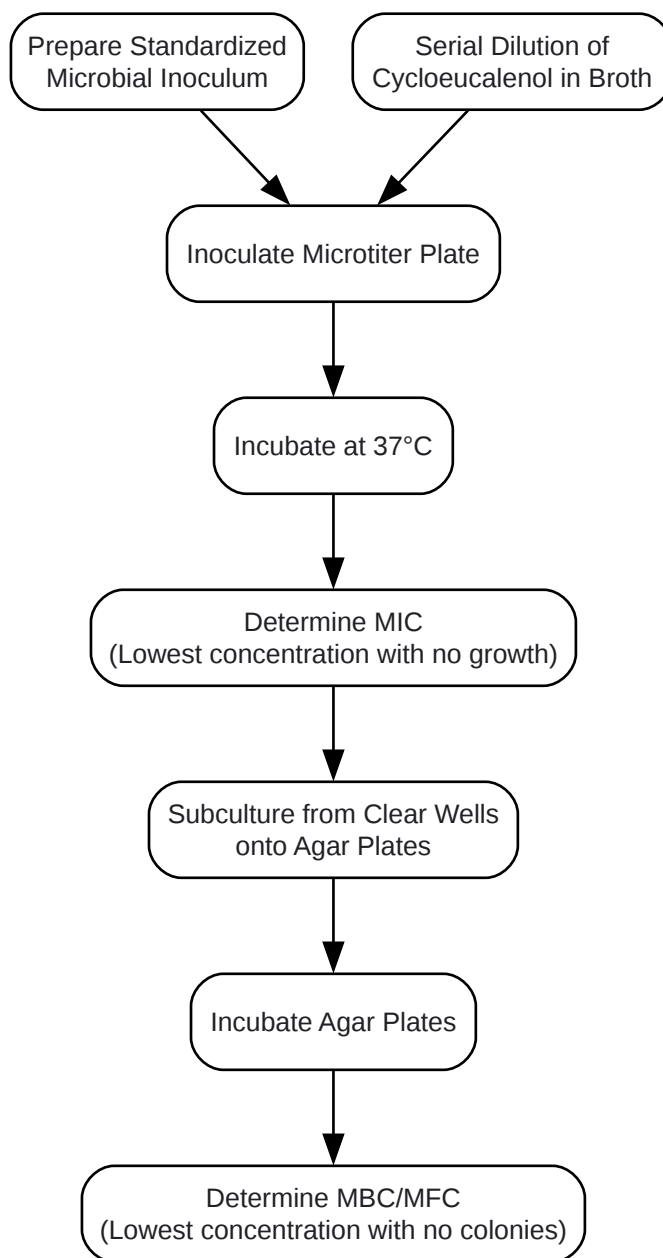 Prepare Standardized
Microbial Inoculum
Serial Dilution of
Cycloeucalenol in Broth
Inoculate Microtiter Plate
Incubate at 37°C
Determine MIC
(Lowest concentration with no growth)
Subculture from Clear Wells
onto Agar Plates
Incubate Agar Plates
Determine MBC/MFC
(Lowest concentration with no colonies)